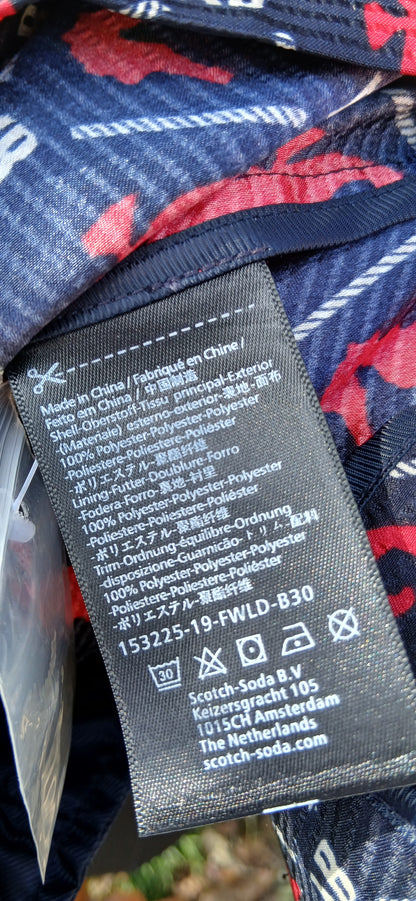 Made in China / Fabriqué en Chine /
Feito em China / 中国制造
Shell-Oberstoff-Tissu principal-Exterior
(Materiale) esterno-exterior-表地-面布
100% Polyester-Polyester-Polyester
-Poliestere-Poliestere-Poliéster
-ポリエステル-聚酯纤维
Lining-Futter-Doublure-Forro
-Fodera-Forro-裏地-衬里
100% Polyester-Polyester-Polyester
-Poliestere-Poliestere-Poliéster
-ポリエステル-聚酯纤维
Trim-Ordnung-équilibre-Ordnung
-disposizione-Guarnicão-トリム-配料
100% Polyester-Polyester-Polyester
-Poliestere-Poliestere-Poliéster
-ポリエステル-聚酯纤维
153225-19-FWLD-B30
30
Scotch-Soda B.V
Keizersgracht 105
1015CH Amsterdam
The Netherlands
scotch-soda.com